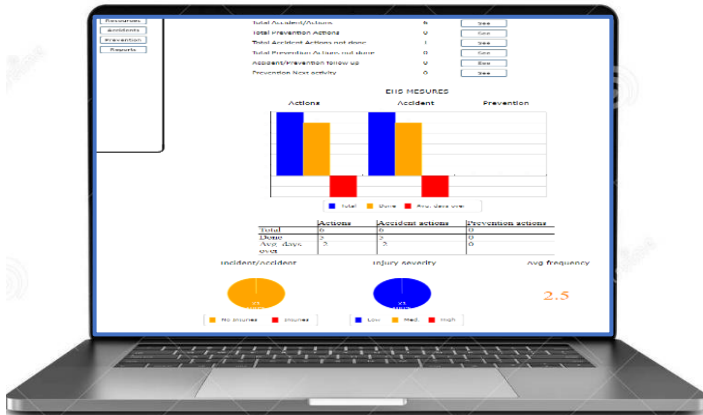 Resources
Accidents
Prevention
Reports
Total Accident/Actions 6 See
Total Prevention Actions 0 See
Total Accident Actions not done 1 See
Total Prevention Actions not done 0 See
Accident/Prevention follow up 0 See
Prevention Next activity 0 See
EHS MESURES
Actions Accident Prevention
Total Done Avg. days over
Actions Accident actions Prevention actions
Total 6 6 0
Done 5 5 0
Avg. days over -2 -2 0
Incident/accident Injury severity Avg frequency
2.5
No injuries Injuries Low Med High